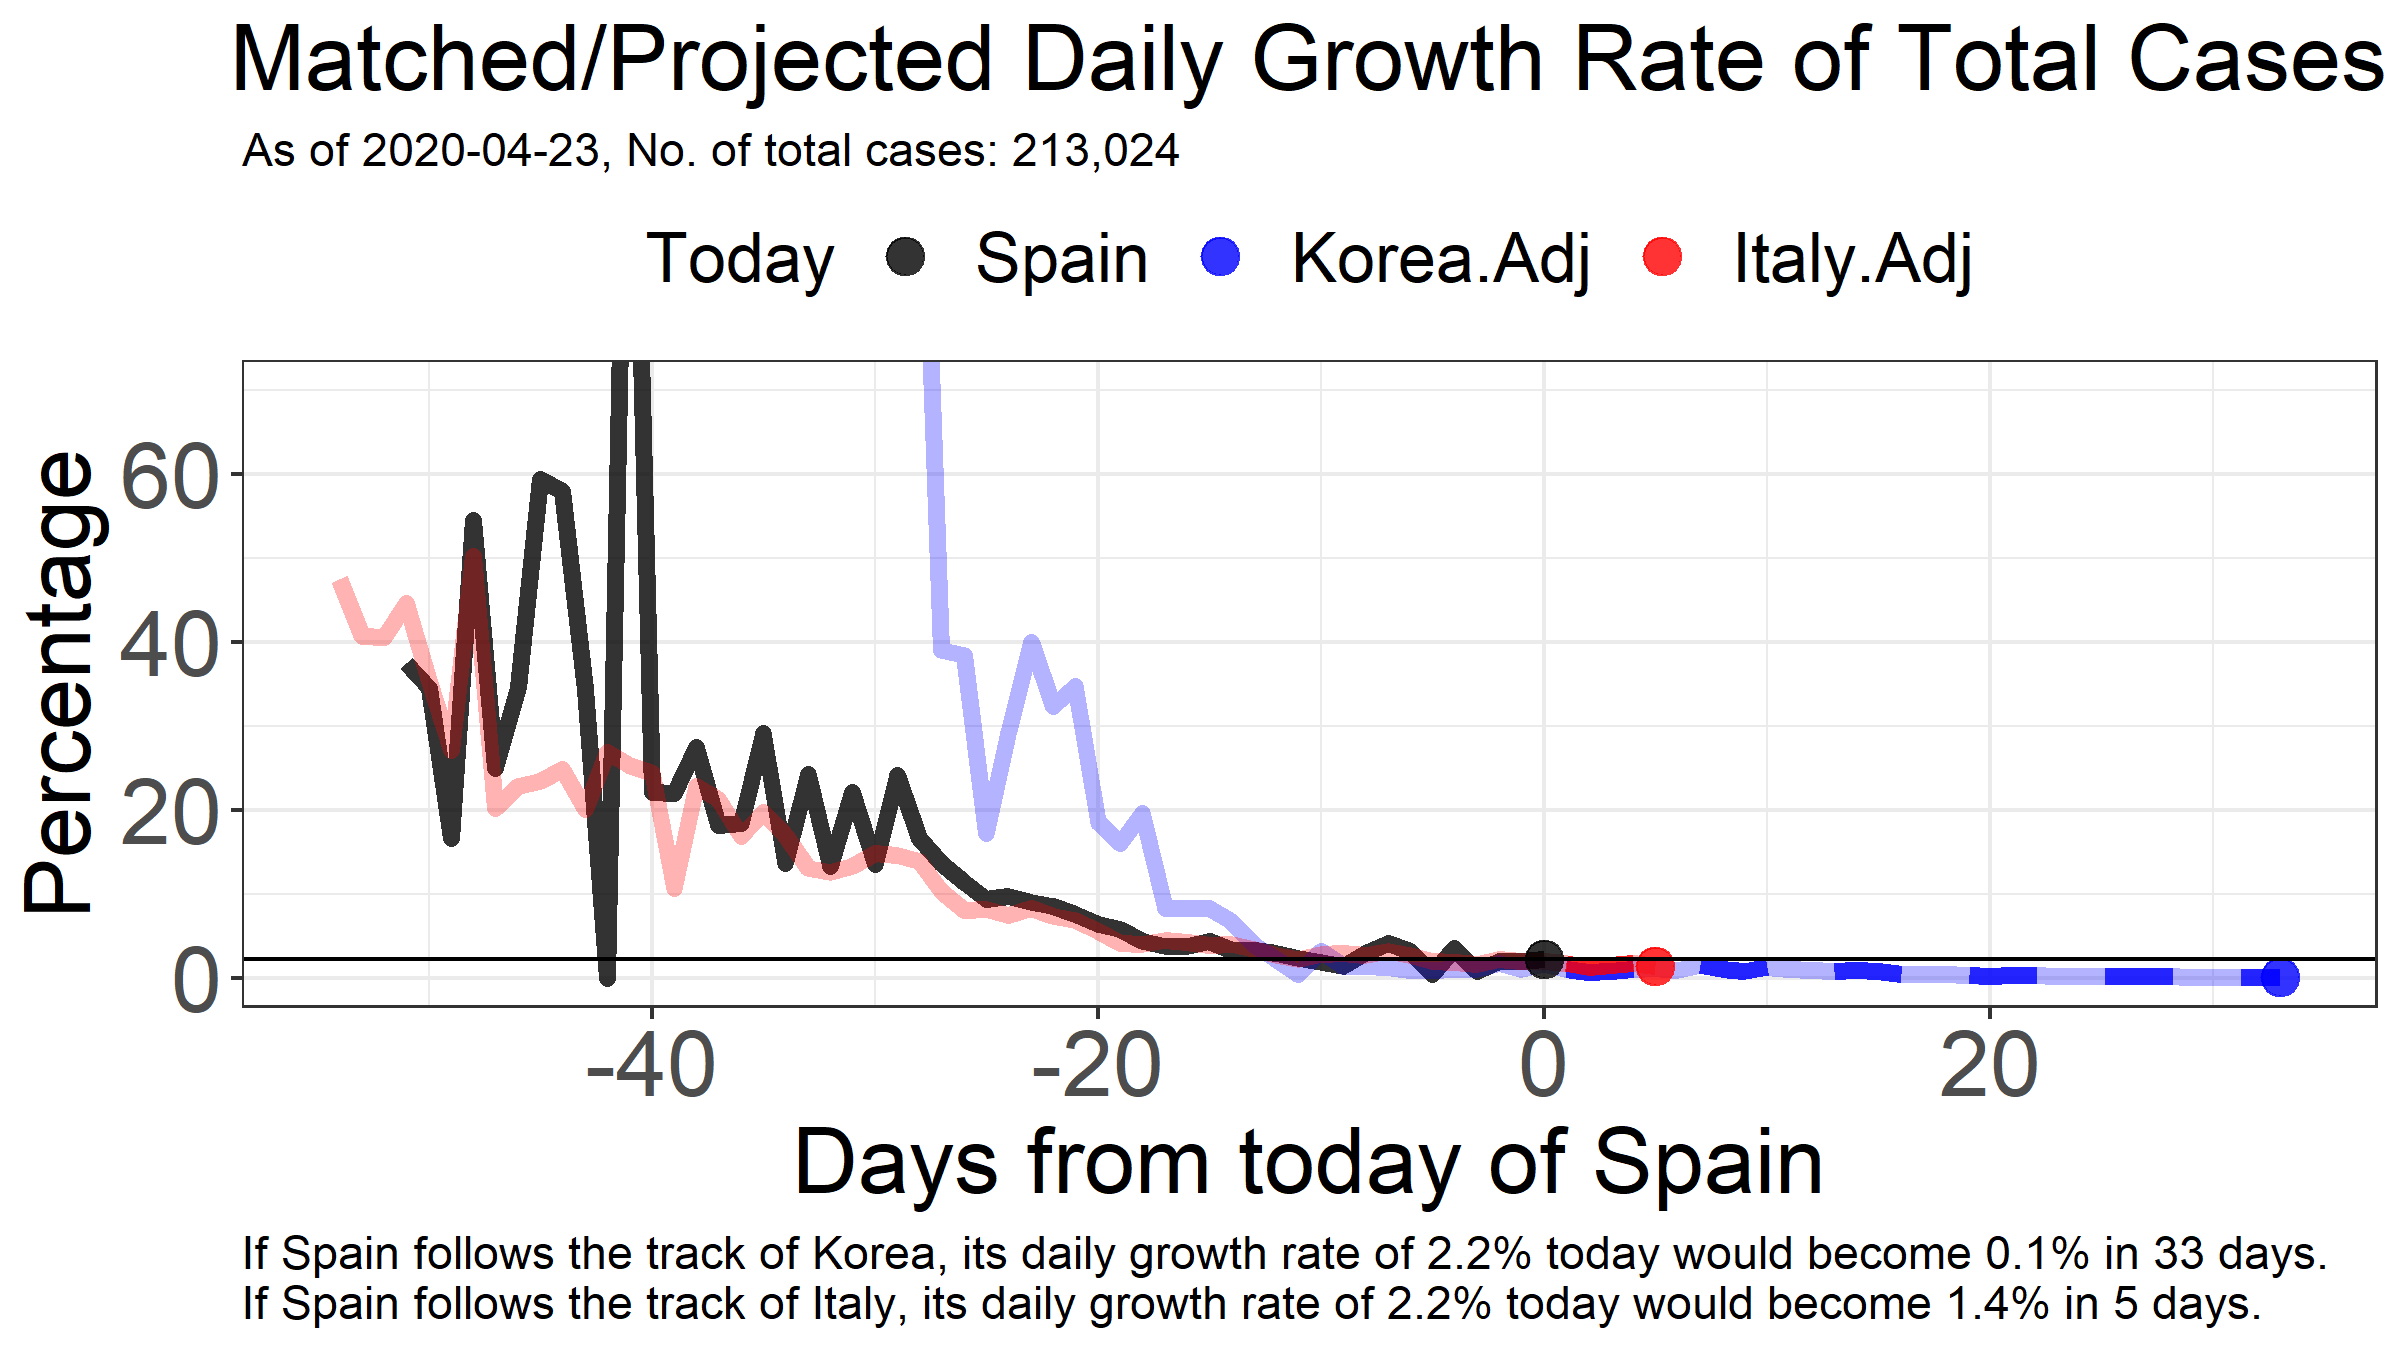 Matched/Projected Daily Growth Rate of Total Cases
As of 2020-04-23, No. of total cases: 213,024
Today Spain Korea.Adj Italy.Adj
Percentage
60
40
20
0
-40 -20 0 20
Days from today of Spain
If Spain follows the track of Korea, its daily growth rate of 2.2% today would become 0.1% in 33 days.
If Spain follows the track of Italy, its daily growth rate of 2.2% today would become 1.4% in 5 days.